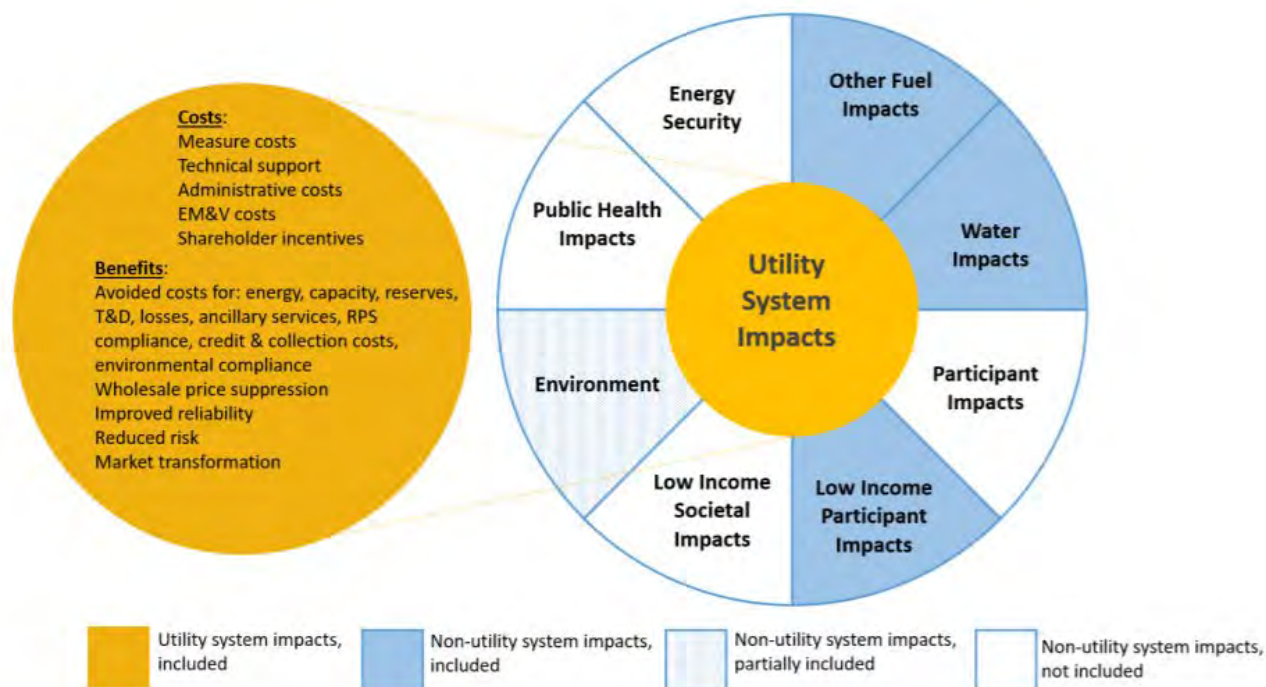 Costs:
Measure costs
Technical support
Administrative costs
EM&V costs
Shareholder incentives
Benefits:
Avoided costs for: energy, capacity, reserves,
T&D, losses, ancillary services, RPS
compliance, credit & collection costs,
environmental compliance
Wholesale price suppression
Improved reliability
Reduced risk
Market transformation
Energy
Security
Other Fuel
Impacts
Public Health
Impacts
Water
Impacts
Utility
System
Impacts
Environment
Participant
Impacts
Low Income
Societal
Impacts
Low Income
Participant
Impacts
Utility system impacts,
included
Non-utility system impacts,
included
Non-utility system impacts,
partially included
Non-utility system impacts,
not included